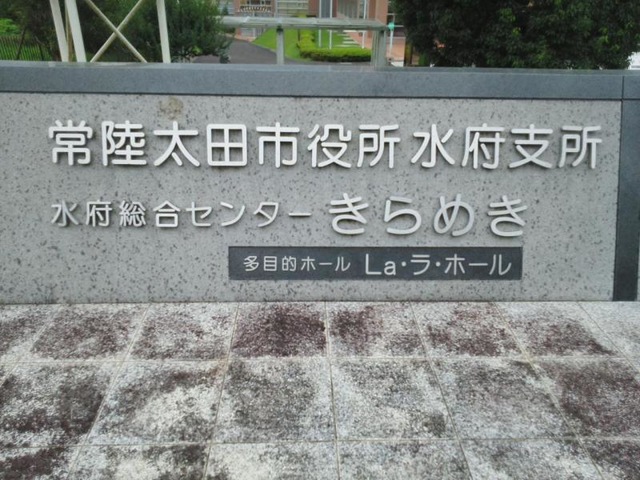 常陸太田市役所 水府支所
水府総合センター きらめき
多目的ホール La・ラ・ホール